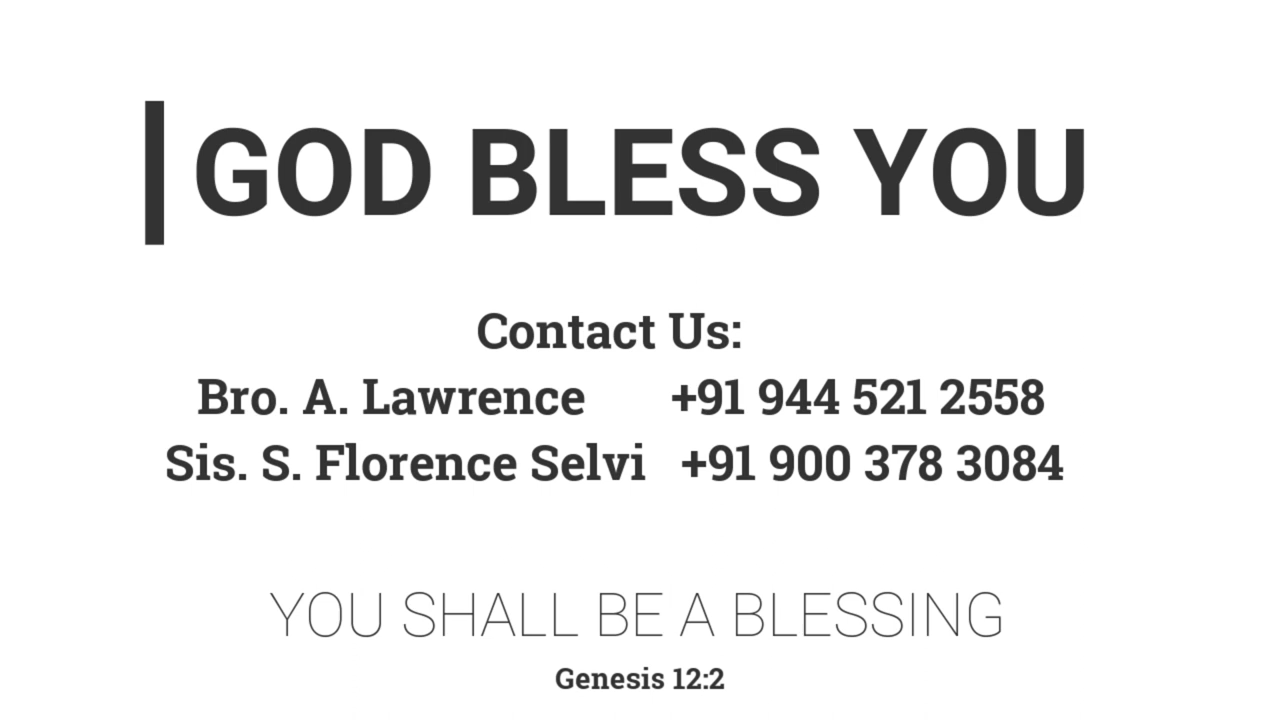 GOD BLESS YOU
Contact Us:
Bro. A. Lawrence +91 944 521 2558
Sis. S. Florence Selvi +91 900 378 3084
YOU SHALL BE A BLESSING
Genesis 12:2